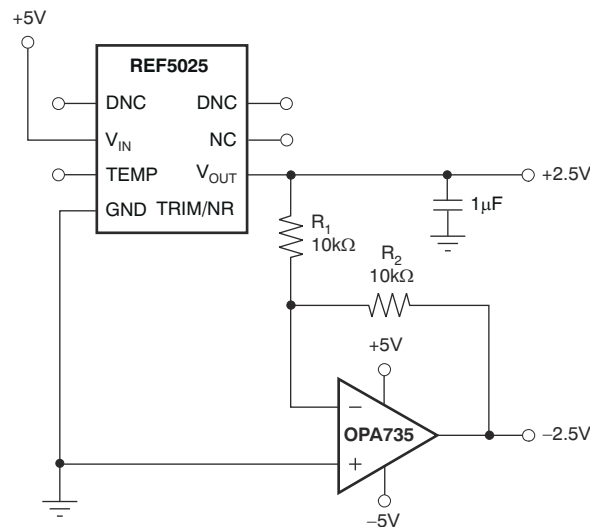 +5V
REF5025
DNC
DNC
V_IN
NC
TEMP
V_OUT
+2.5V
GND
TRIM/NR
1μF
R_1
10kΩ
R_2
10kΩ
+5V
−
OPA735
−2.5V
+
−5V